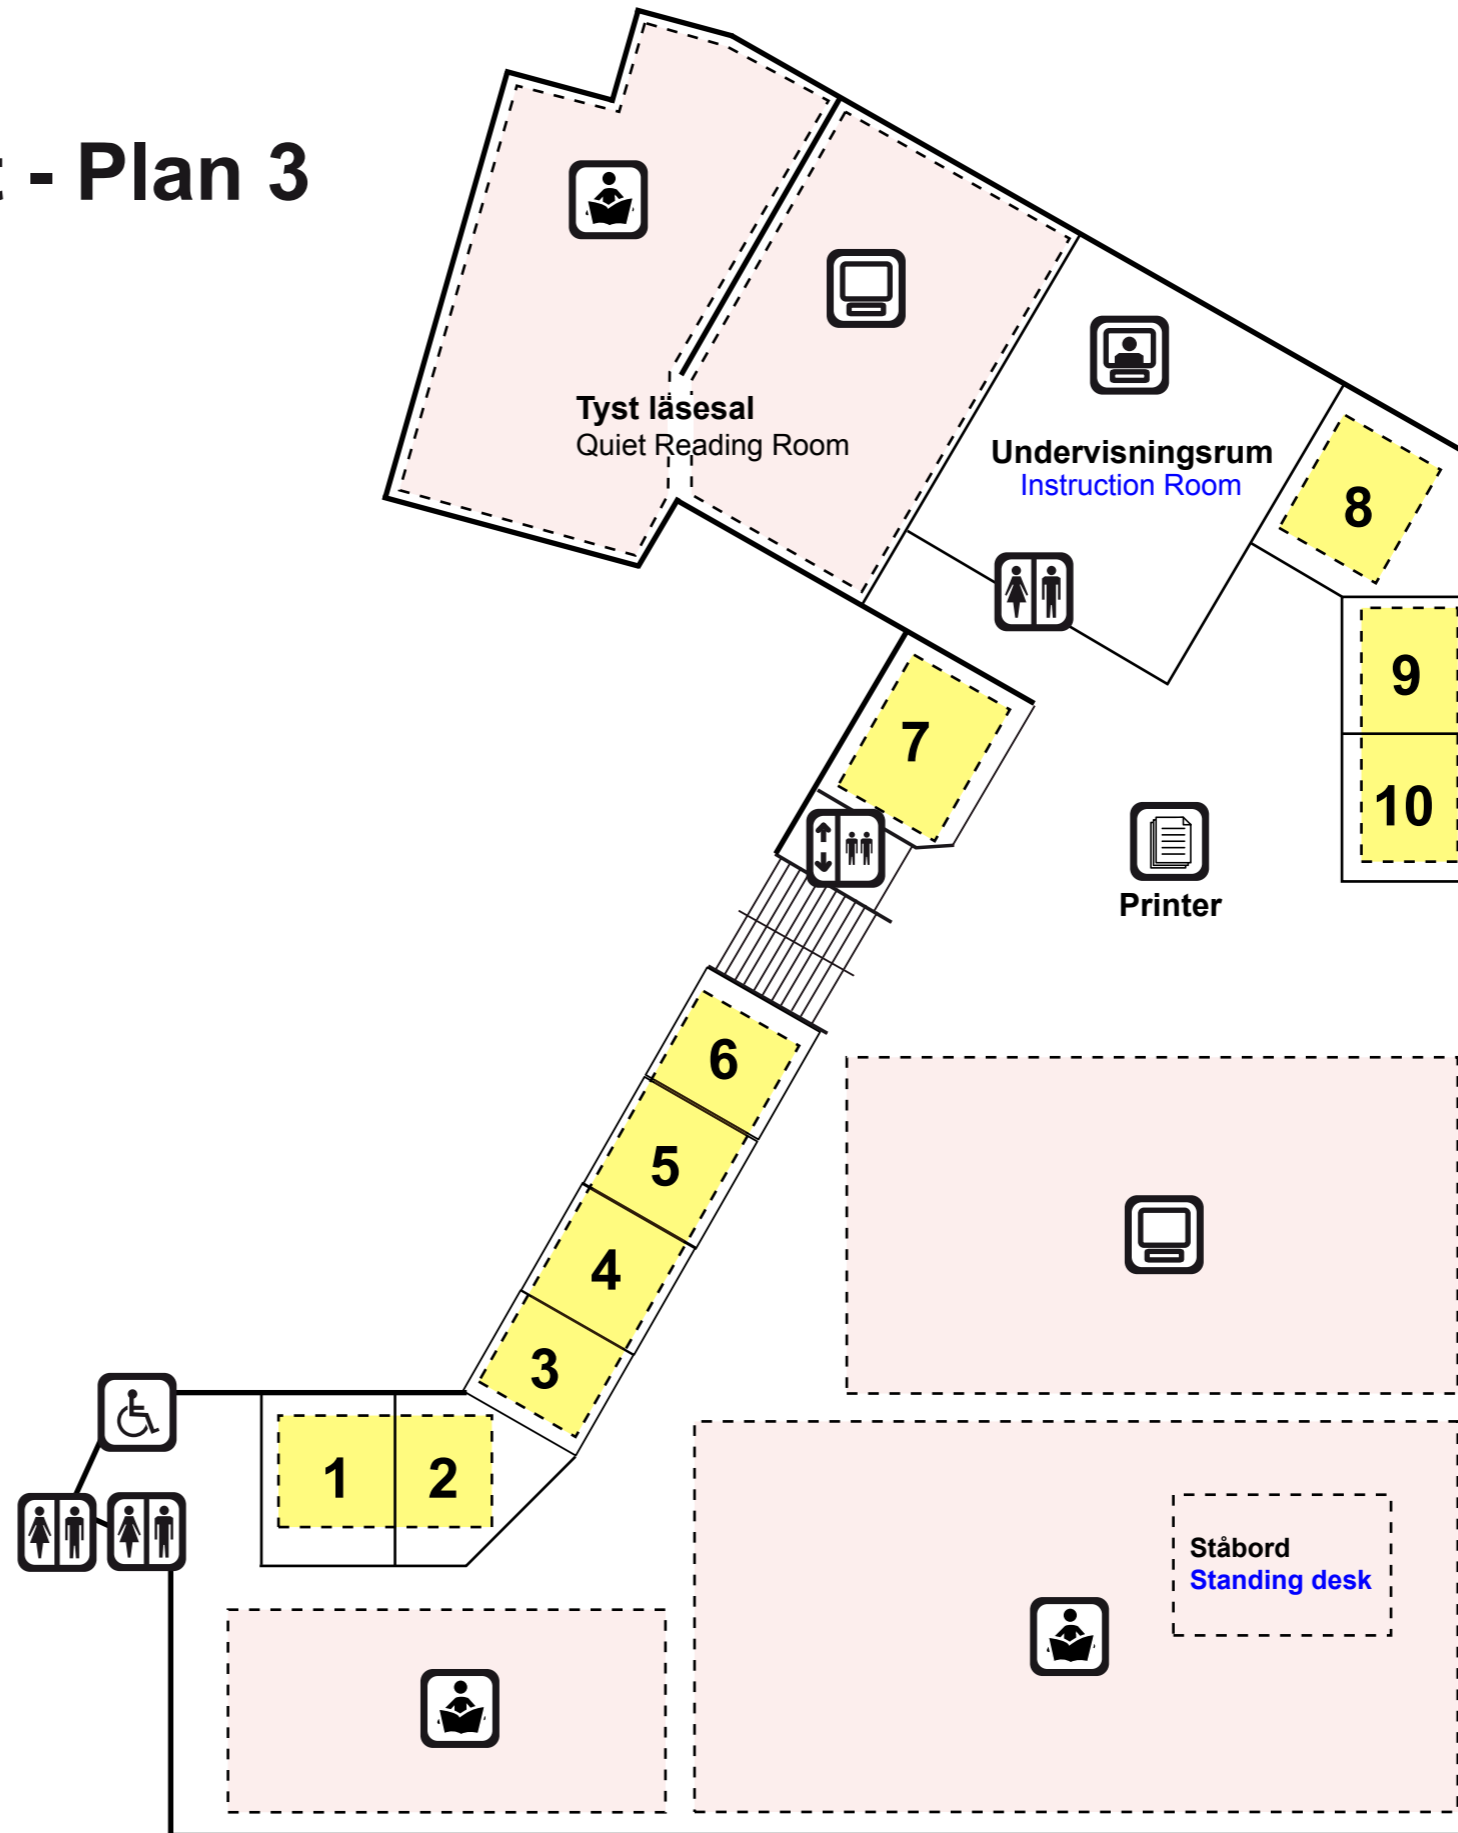 - Plan 3
Tyst läsesal
Quiet Reading Room
Undervisningsrum
Instruction Room
8
9
7
10
Printer
6
5
4
3
1
2
Ståbord
Standing desk